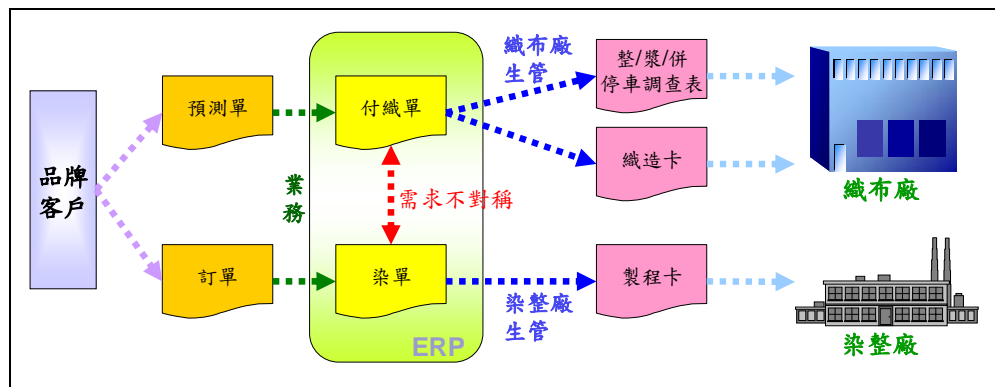 品牌
客戶
預測單
訂單
業
務
付織單
需求不對稱
染單
ERP
織布廠
生管
染整廠
生管
整/漿/併
停車調查表
織造卡
製程卡
織布廠
染整廠